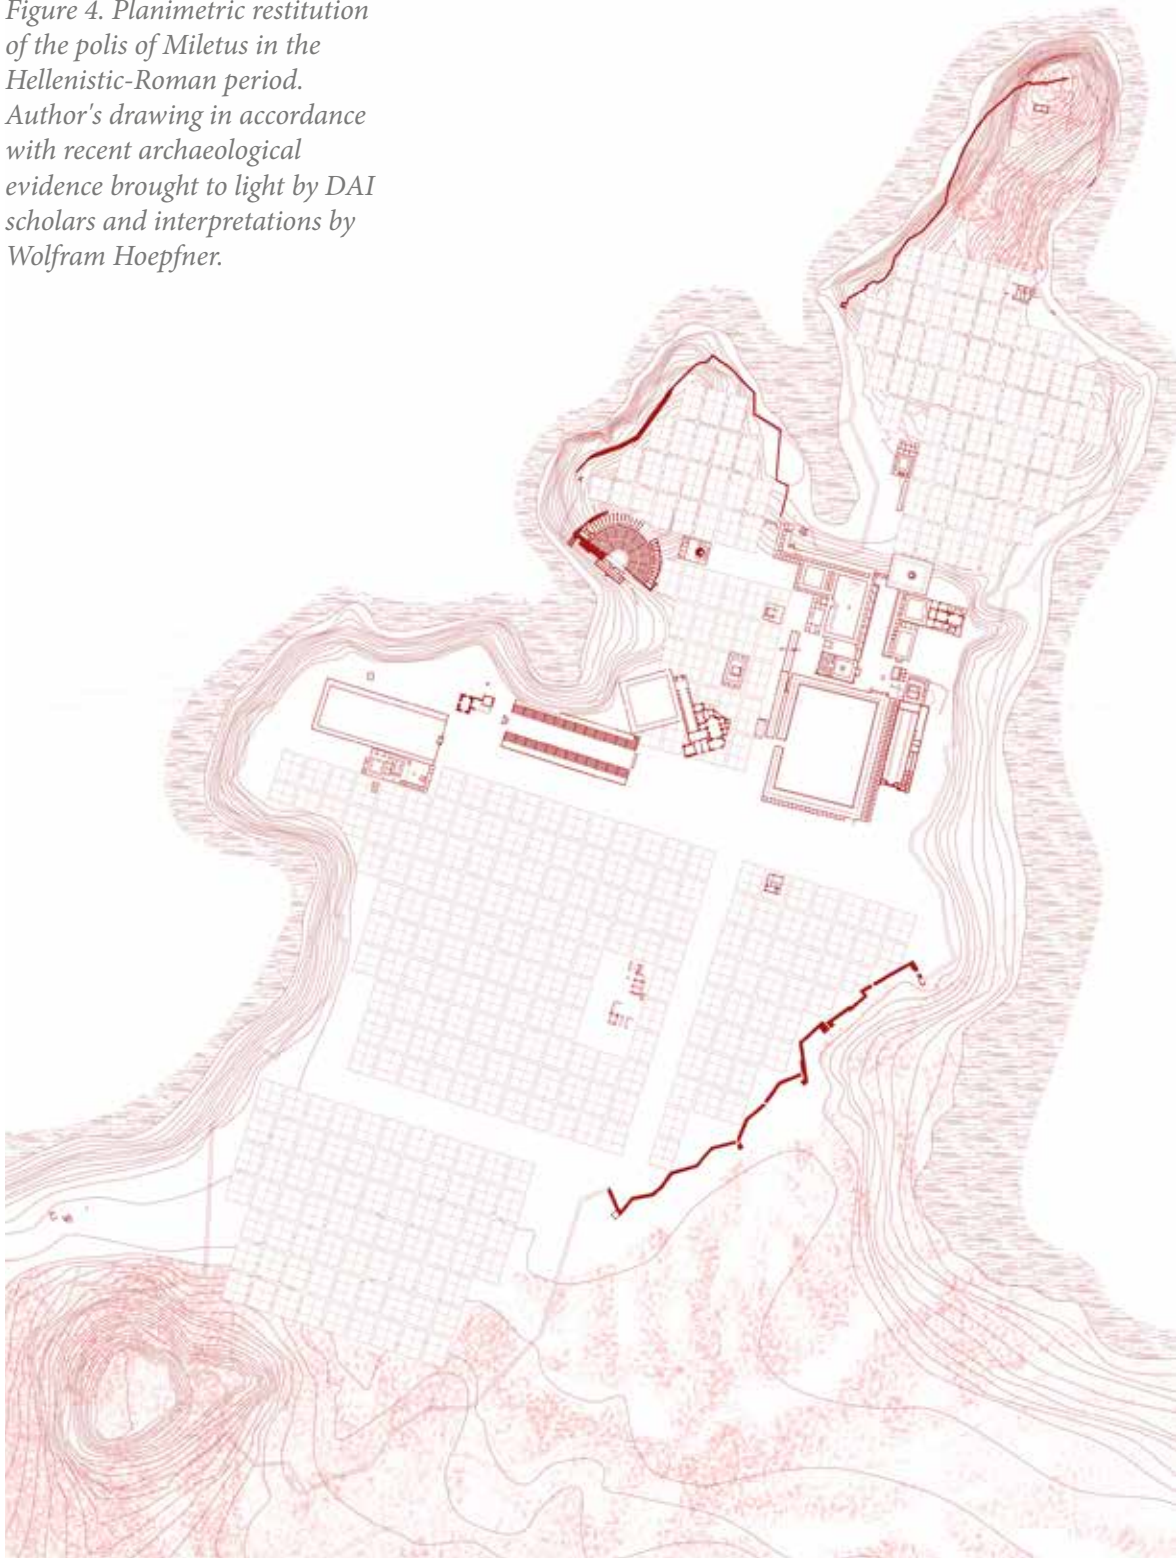 Figure 4. Planimetric restitution
of the polis of Miletus in the
Hellenistic-Roman period.
Author's drawing in accordance
with recent archaeological
evidence brought to light by DAI
scholars and interpretations by
Wolfram Hoepfner.